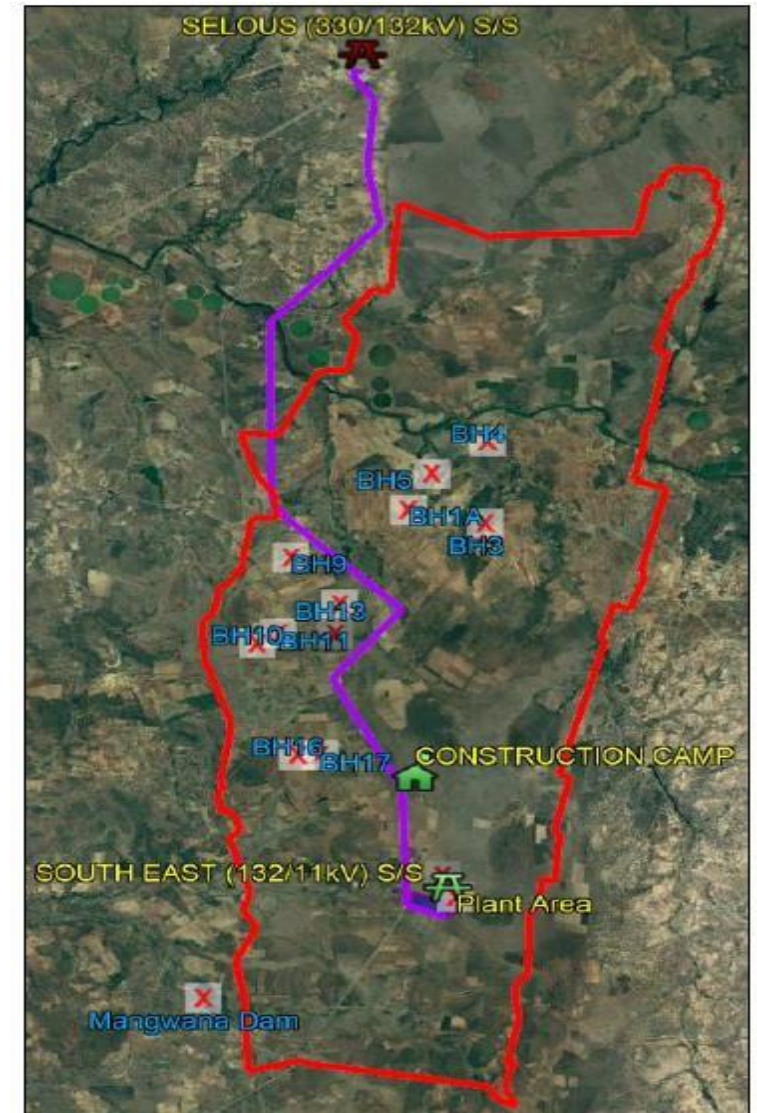 SELOUS (330/132kV) S/S
BH4
BH5
BH1A
BH3
BH9
BH13
BH10
BH11
BH16
BH17
CONSTRUCTION CAMP
SOUTH EAST (132/11kV) S/S
Plant Area
Mangwana Dam